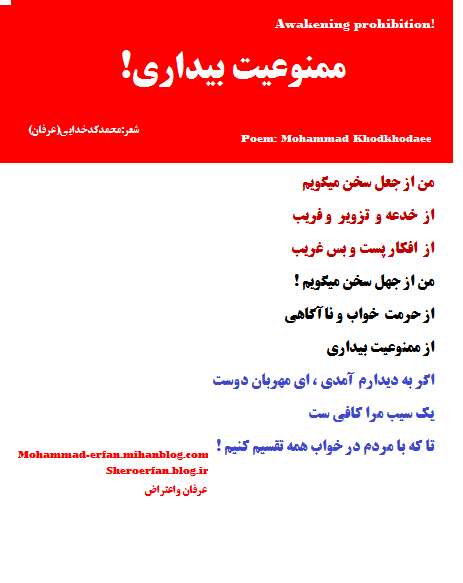 Awakening prohibition!
ممنوعیت بیداری!
شعر:محمدکدخدایی(عرفان)
Poem: Mohammad Khodkhodaee
من از جعل سخن میگویم
از خدعه و تزویر و فریب
از افکار پست و بس غریب
من از جهل سخن میگویم !
از حرمت خواب و ناآگاهی
از ممنوعیت بیداری
اگر به دیدارم آمدی ، ای مهربان دوست
یک سیب مرا کافی ست
تا که با مردم در خواب همه تقسیم کنیم !
Mohammad-erfan.mihanblog.com
Sheroerfan.blog.ir
عرفان واعتراض